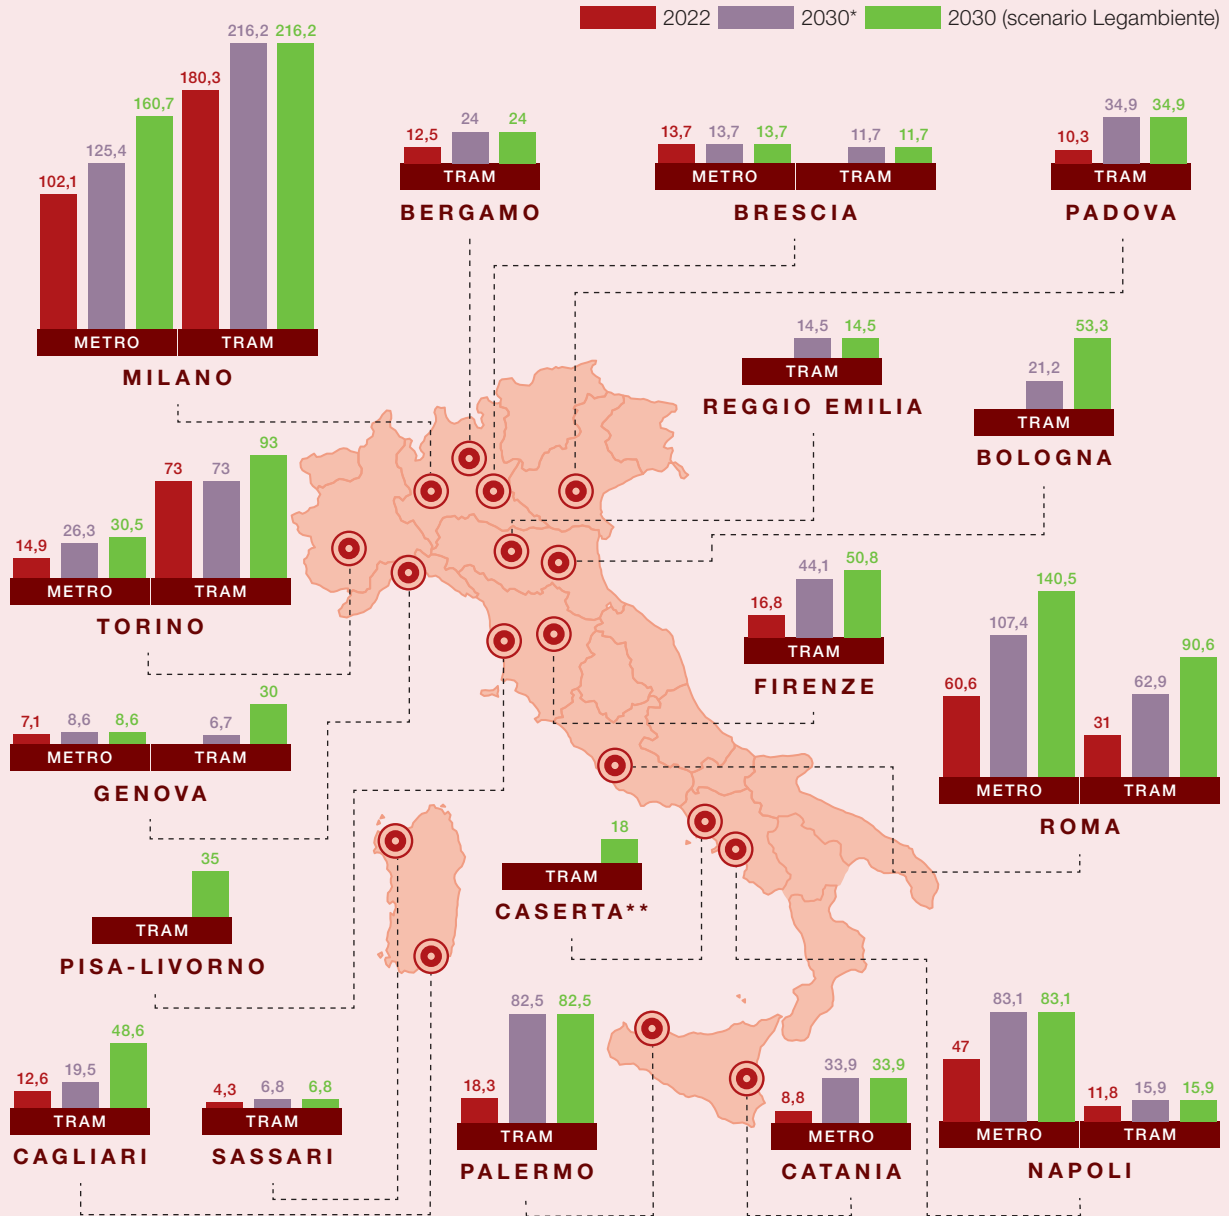 2022 2030* 2030 (scenario Legambiente)
102,1 125,4 160,7 180,3 216,2 216,2
METRO TRAM
MILANO
12,5 24 24
TRAM
BERGAMO
13,7 13,7 13,7 11,7 11,7
METRO TRAM
BRESCIA
10,3 34,9 34,9
TRAM
PADOVA
14,5 14,5
TRAM
REGGIO EMILIA
21,2 53,3
TRAM
BOLOGNA
14,9 26,3 30,5 73 73 93
METRO TRAM
TORINO
16,8 44,1 50,8
TRAM
FIRENZE
60,6 107,4 140,5 31 62,9 90,6
METRO TRAM
ROMA
7,1 8,6 8,6 6,7 30
METRO TRAM
GENOVA
18
TRAM
CASERTA**
35
TRAM
PISA-LIVORNO
12,6 19,5 48,6
TRAM
CAGLIARI
4,3 6,8 6,8
TRAM
SASSARI
18,3 82,5 82,5
TRAM
PALERMO
8,8 33,9 33,9
METRO
CATANIA
47 83,1 83,1 11,8 15,9 15,9
METRO TRAM
NAPOLI